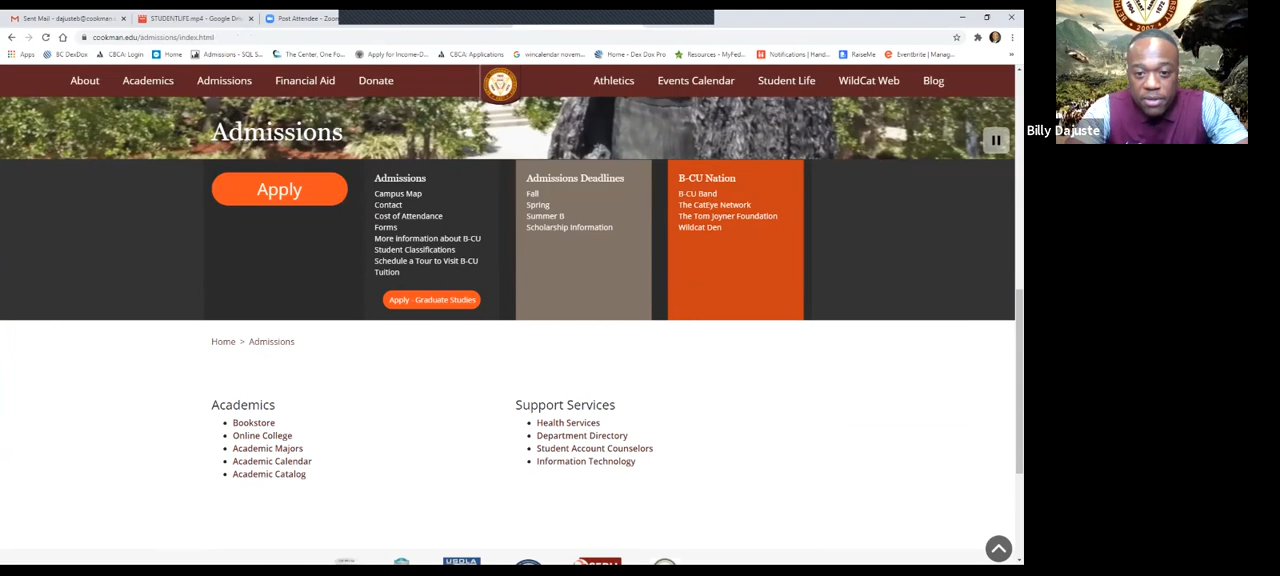 Sent Mail - dajusteb@cookman.
STUDENTLIFE.mp4 - Google Dri
Post Attendee - Zoom
cookman.edu/admissions/index.html
Apps
BC DexDox
CBCA: Login
Home
Admissions - SQL S...
The Center, One Fo...
Apply for Income-D...
CBCA: Applications
wincalendar novem...
Home - Dex Dox Pro
Resources - MyFed...
Notifications | Hand...
RaiseMe
Eventbrite | Manag...
About
Academics
Admissions
Financial Aid
Donate
Athletics
Events Calendar
Student Life
WildCat Web
Blog
Admissions
Apply
Admissions
Campus Map
Contact
Cost of Attendance
Forms
More information about B-CU
Student Classifications
Schedule a Tour to Visit B-CU
Tuition
Apply - Graduate Studies
Admissions Deadlines
Fall
Spring
Summer B
Scholarship Information
B-CU Nation
B-CU Band
The CatEye Network
The Tom Joyner Foundation
Wildcat Den
Home > Admissions
Academics
Bookstore
Online College
Academic Majors
Academic Calendar
Academic Catalog
Support Services
Health Services
Department Directory
Student Account Counselors
Information Technology
USDLA
Billy Dajuste